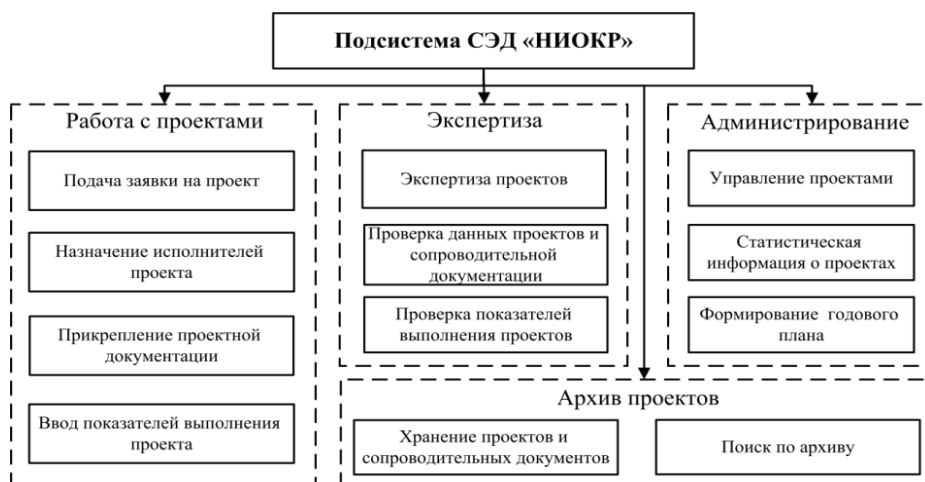 Подсистема СЭД «НИОКР»
Работа с проектами
Подача заявки на проект
Назначение исполнителей
проекта
Прикрепление проектной
документации
Ввод показателей выполнения
проекта
Экспертиза
Экспертиза проектов
Проверка данных проектов и
сопроводительной
документации
Проверка показателей
выполнения проектов
Администрирование
Управление проектами
Статистическая
информация о проектах
Формирование годового
плана
Архив проектов
Хранение проектов и
сопроводительных документов
Поиск по архиву